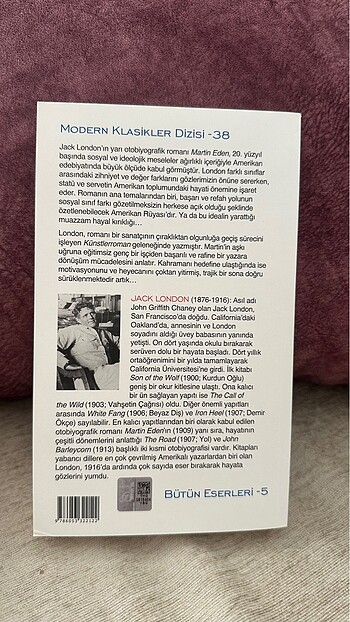 MODERN KLASİKLER DİZİSİ -38
Jack London'ın yarı otobiyografik romanı Martin Eden, 20. yüzyıl
başında sosyal ve ideolojik meseleler ağırlıklı içeriğiyle Amerikan
edebiyatında büyük ölçüde kabul görmüştür. London farklı sınıflar
arasındaki zihniyet ve değer farklarını gözlerimizin önüne sererken,
statü ve servetin Amerikan toplumundaki hayati önemine işaret
eder. Romanın ana temalarından biri, başarı ve refah yolunun
sosyal sınıf farkı gözetilmeksizin herkese açık olduğu şeklinde
özetlenebilecek Amerikan Rüyası'dır. Ya da bu idealin yarattığı
muazzam hayal kırıklığı...
London, romanı bir sanatçının çıraklıktan olgunluğa geçiş sürecini
işleyen Künstlerroman geleneğinde yazmıştır. Martin'in aşkı
uğruna eğitimsiz genç bir işçiden başarılı ve rafine bir yazara
dönüşüm mücadelesini anlatır. Kahramanı hedefine ulaştığında ise
motivasyonunu ve heyecanını çoktan yitirmiş, trajik bir sona doğru
sürüklenmektedir artık...
JACK LONDON (1876-1916): Asıl adı
John Griffith Chaney olan Jack London,
San Francisco'da doğdu. California'daki
Oakland'da, annesinin ve London
soyadını aldığı üvey babasının yanında
yetişti. On dört yaşında okulu bırakarak
serüven dolu bir hayata başladı. Dört yıllık
ortaöğrenimini bir yılda tamamlayarak
California Üniversitesi'ne girdi. İlk kitabı
Son of the Wolf (1900; Kurdun Oğlu)
geniş bir okur kitlesine ulaştı. Ona kalıcı
bir ün sağlayan yapıt ise The Call of
the Wild (1903; Vahşetin Çağrısı) oldu. Diğer önemli yapıtları
arasında White Fang (1906; Beyaz Diş) ve Iron Heel (1907; Demir
Ökçe) sayılabilir. En kalıcı yapıtlarından biri olarak kabul edilen
otobiyografik romanı Martin Eden'ın (1909) yanı sıra, hayatının
çeşitli dönemlerini anlattığı The Road (1907; Yol) ve John
Barleycorn (1913) başlıklı iki kısmi otobiyografisi vardır. Kitapları
yabancı dillere en çok çevrilmiş Amerikalı yazarlardan biri olan
London, 1916'da ardında çok sayıda eser bırakarak hayata
gözlerini yumdu.
BÜTÜN ESERLERİ -5
9 786053 322122